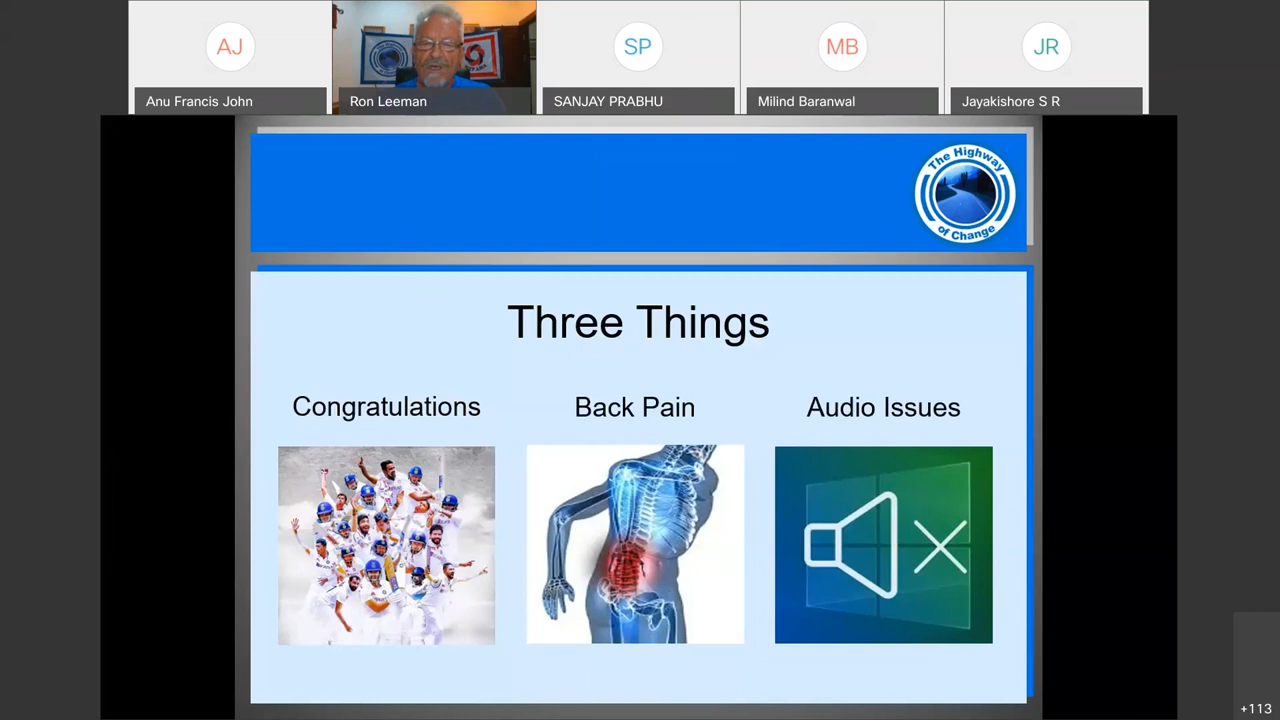 AJ
SP
MB
JR
Anu Francis John
Ron Leeman
SANJAY PRABHU
Milind Baranwal
Jayakishore S R
The Highway
of Change
Three Things
Congratulations
Back Pain
Audio Issues
+113